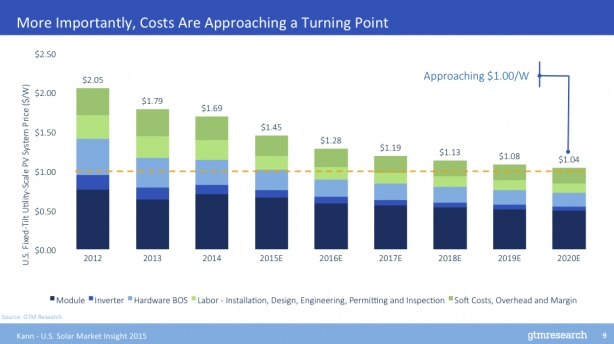 More Importantly, Costs Are Approaching a Turning Point
U.S. Fixed-Tilt Utility-Scale PV System Price ($/W)
$2.50
$2.00
$1.50
$1.00
$0.50
$0.00
Approaching $1.00/W
$2.05
$1.79
$1.69
$1.45
$1.28
$1.19
$1.13
$1.08
$1.04
2012 2013 2014 2015E 2016E 2017E 2018E 2019E 2020E
Module Inverter Hardware BOS Labor - Installation, Design, Engineering, Permitting and Inspection Soft Costs, Overhead and Margin
Source: GTM Research
Kann - U.S. Solar Market Insight 2015
gtmresearch 9